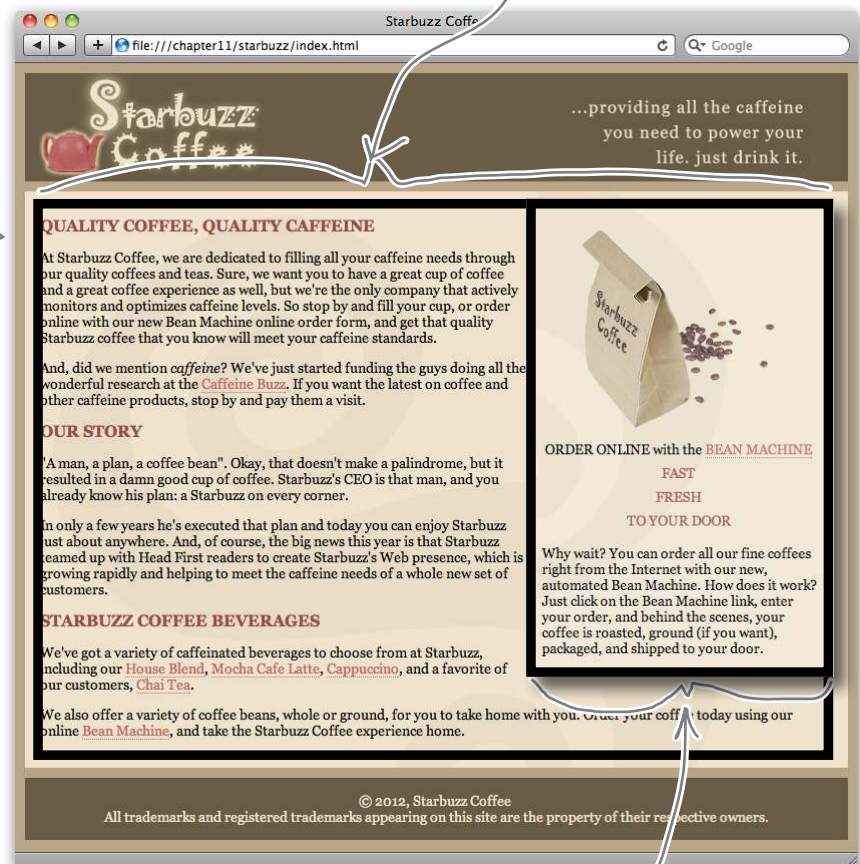 Starbuzz Coffe
file:///chapter11/starbuzz/index.html
Google
Starbuzz
Coffee
...providing all the caffeine
you need to power your
life. just drink it.
QUALITY COFFEE, QUALITY CAFFEINE
At Starbuzz Coffee, we are dedicated to filling all your caffeine needs through
our quality coffees and teas. Sure, we want you to have a great cup of coffee
and a great coffee experience as well, but we're the only company that actively
monitors and optimizes caffeine levels. So stop by and fill your cup, or order
online with our new Bean Machine online order form, and get that quality
Starbuzz coffee that you know will meet your caffeine standards.
And, did we mention caffeine? We've just started funding the guys doing all the
wonderful research at the Caffeine Buzz. If you want the latest on coffee and
other caffeine products, stop by and pay them a visit.
OUR STORY
"A man, a plan, a coffee bean". Okay, that doesn't make a palindrome, but it
resulted in a damn good cup of coffee. Starbuzz's CEO is that man, and you
already know his plan: a Starbuzz on every corner.
In only a few years he's executed that plan and today you can enjoy Starbuzz
just about anywhere. And, of course, the big news this year is that Starbuzz
teamed up with Head First readers to create Starbuzz's Web presence, which is
growing rapidly and helping to meet the caffeine needs of a whole new set of
customers.
STARBUZZ COFFEE BEVERAGES
We've got a variety of caffeinated beverages to choose from at Starbuzz,
including our House Blend, Mocha Cafe Latte, Cappuccino, and a favorite of
our customers, Chai Tea.
We also offer a variety of coffee beans, whole or ground, for you to take home with you. Order your coffee today using our
online Bean Machine, and take the Starbuzz Coffee experience home.
Starbuzz
Coffee
ORDER ONLINE with the BEAN MACHINE
FAST
FRESH
TO YOUR DOOR
Why wait? You can order all our fine coffees
right from the Internet with our new,
automated Bean Machine. How does it work?
Just click on the Bean Machine link, enter
your order, and behind the scenes, your
coffee is roasted, ground (if you want),
packaged, and shipped to your door.
© 2012, Starbuzz Coffee
All trademarks and registered trademarks appearing on this site are the property of their respective owners.